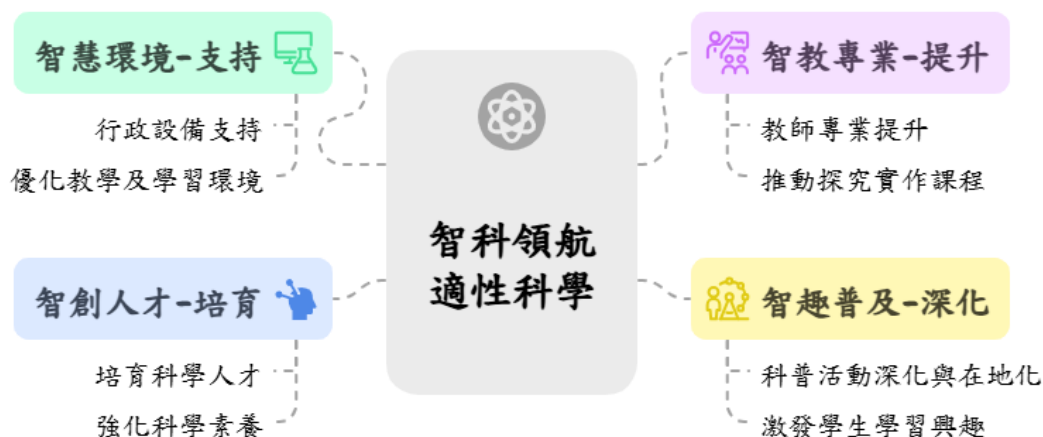 智慧環境-支持
行政設備支持
優化教學及學習環境
智創人才-培育
培育科學人才
強化科學素養
智科領航
適性科學
智教專業-提升
教師專業提升
推動探究實作課程
智趣普及-深化
科普活動深化與在地化
激發學生學習興趣